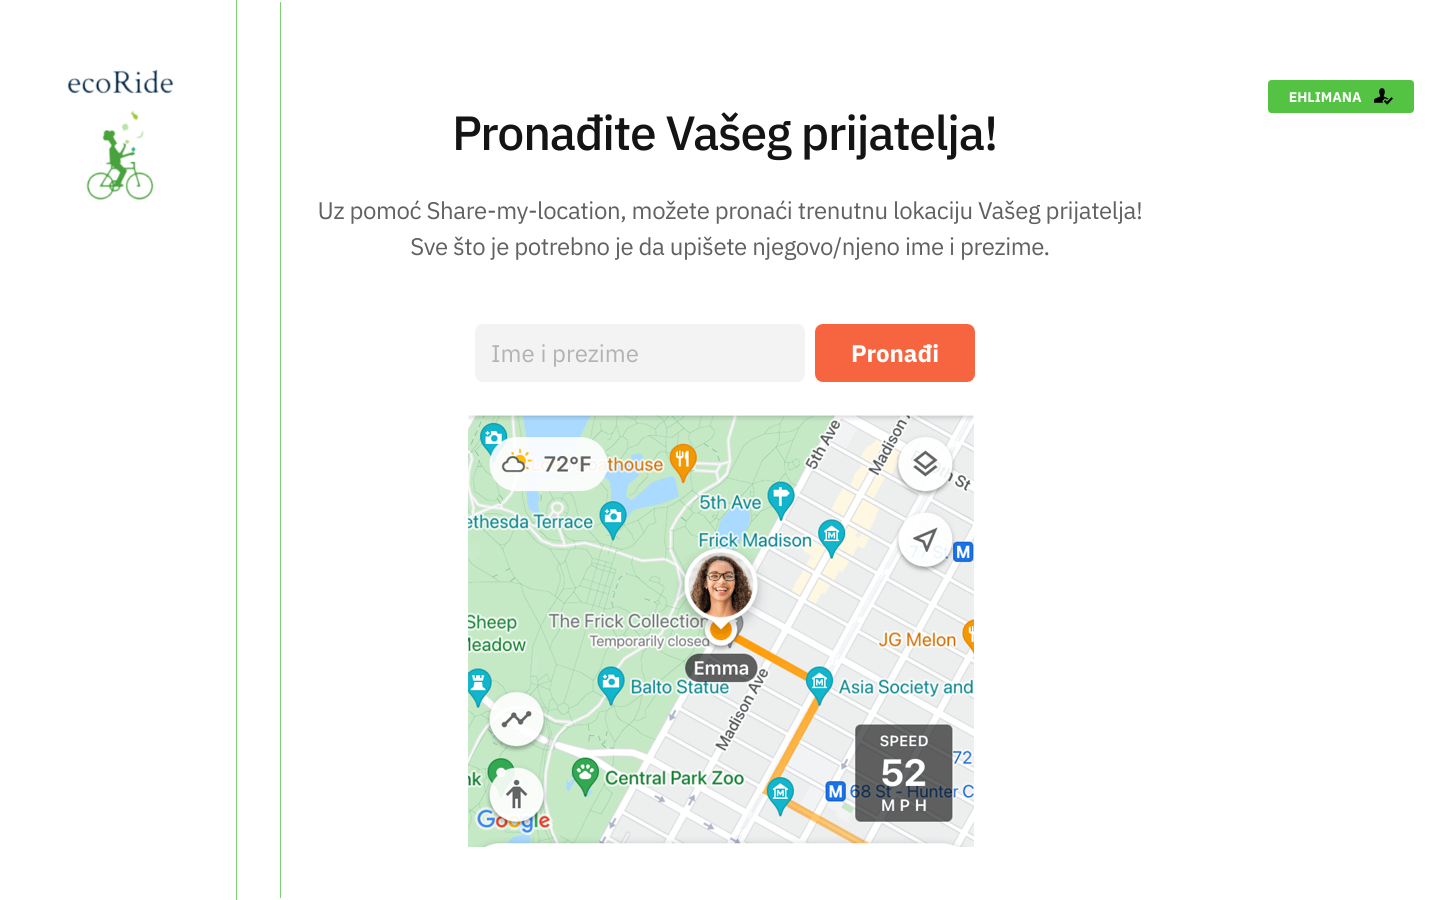 ecoRide
EHLIMANA
Pronađite Vašeg prijatelja!
Uz pomoć Share-my-location, možete pronaći trenutnu lokaciju Vašeg prijatelja!
Sve što je potrebno je da upišete njegovo/njeno ime i prezime.
Ime i prezime
Pronađi
5th Ave
Madison
72°F
athouse
St
5th Ave
ethesda Terrace
Frick Madison
M
The Frick Collection
Temporarily closed
Sheep
Meadow
JG Melon
Emma
Balto Statue
Asia Society and
Madison Ave
SPEED
52
MPH
72
Central Park Zoo
M 68 St - Hunter C
Google